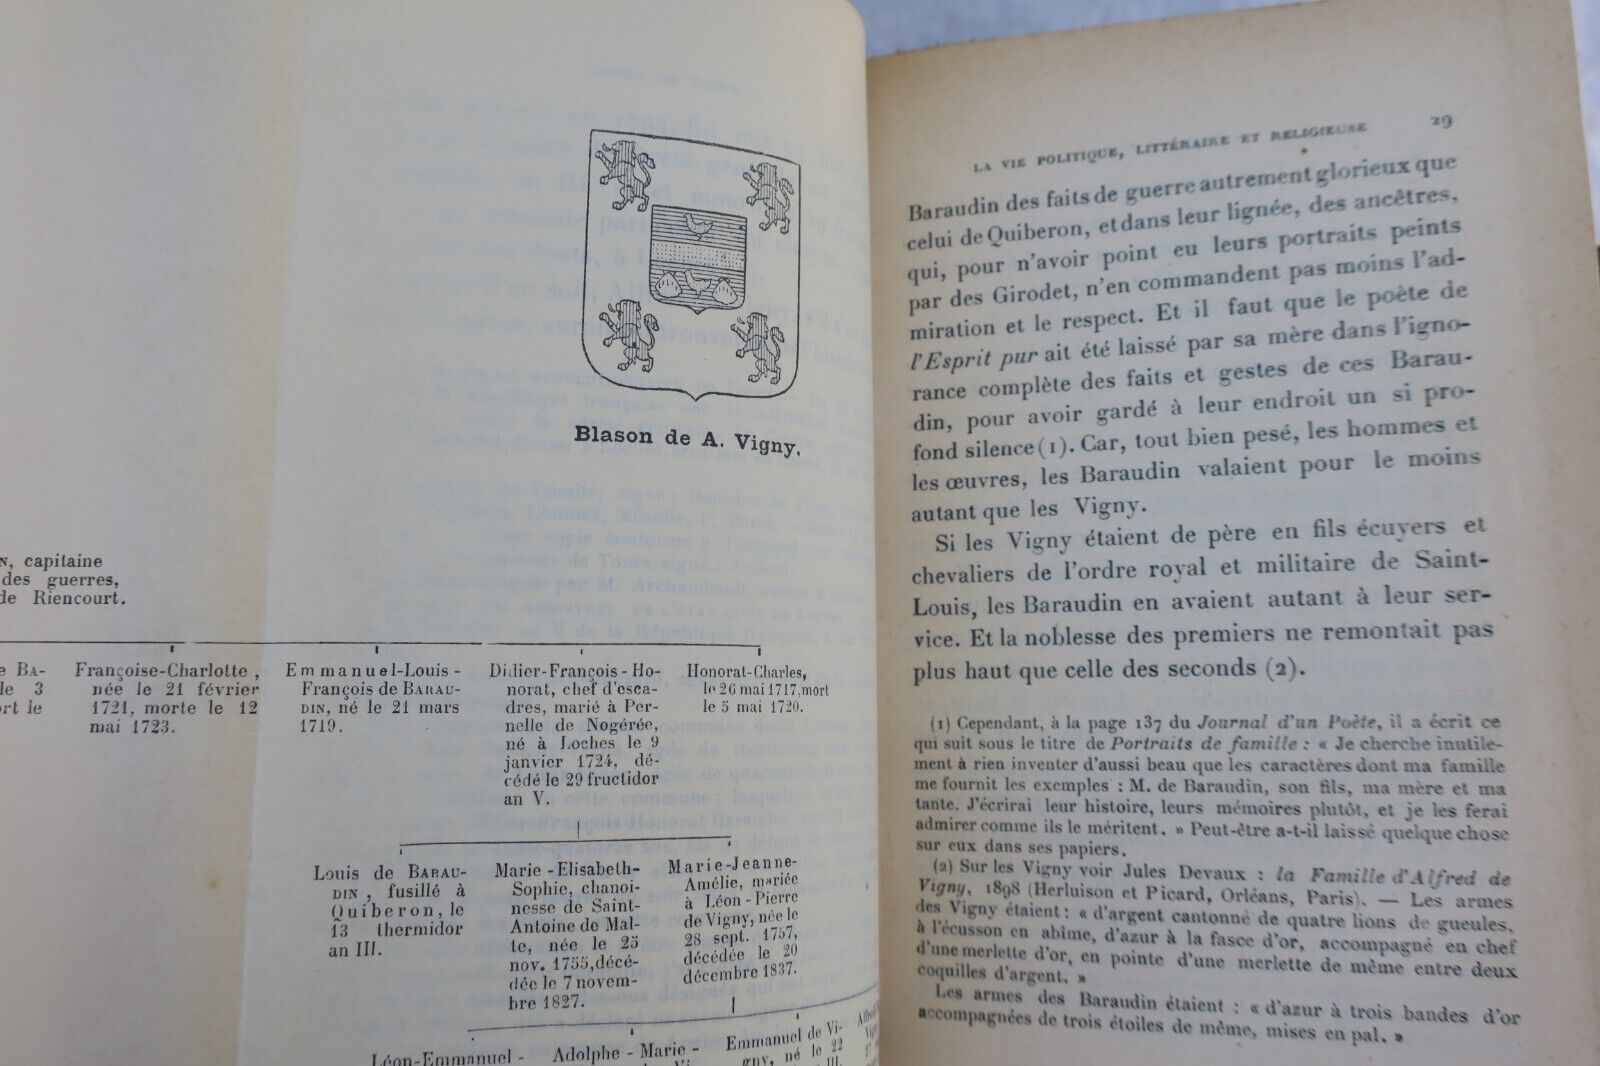 Blason de A. Vigny.
N, capitaine
des guerres,
de Riencourt.
e BA-
le 3
rt le
Françoise-Charlotte,
née le 21 février
1721, morte le 12
mai 1723.
Emmanuel-Louis-
François de BARAU-
DIN, né le 21 mars
1719.
Didier-François-Ho-
norat, chef d'esca-
dres, marié à Per-
nelle de Nogérée,
né à Loches le 9
janvier 1724, dé-
cédé le 29 fructidor
an V.
Honorat-Charles,
le 26 mai 1717, mort
le 5 mai 1720.
Louis de BARAU-
DIN, fusillé à
Quiberon, le
13 thermidor
an III.
Marie-Elisabeth-
Sophie, chanoi-
nesse de Saint-
Antoine de Mal-
te, née le 25
nov. 1755, décé-
dée le 7 novem-
bre 1827.
Marie-Jeanne-
Amélie, mariée
à Léon-Pierre
de Vigny, née le
28 sept. 1757,
décédée le 20
décembre 1837.
Léon-Emmanuel-
Adolphe-Marie-
Emmanuel de Vi-
gny, né le 22
LA VIE POLITIQUE, LITTÉRAIRE ET RELIGIEUSE 29
Baraudin des faits de guerre autrement glorieux que
celui de Quiberon, et dans leur lignée, des ancêtres,
qui, pour n'avoir point eu leurs portraits peints
par des Girodet, n'en commandent pas moins l'ad-
miration et le respect. Et il faut que le poète de
l'Esprit pur ait été laissé par sa mère dans l'igno-
rance complète des faits et gestes de ces Barau-
din, pour avoir gardé à leur endroit un si pro-
fond silence (1). Car, tout bien pesé, les hommes et
les œuvres, les Baraudin valaient pour le moins
autant que les Vigny.
Si les Vigny étaient de père en fils écuyers et
chevaliers de l'ordre royal et militaire de Saint-
Louis, les Baraudin en avaient autant à leur ser-
vice. Et la noblesse des premiers ne remontait pas
plus haut que celle des seconds (2).
(1) Cependant, à la page 137 du Journal d'un Poète, il a écrit ce
qui suit sous le titre de Portraits de famille : « Je cherche inutile-
ment à rien inventer d'aussi beau que les caractères dont ma famille
me fournit les exemples : M. de Baraudin, son fils, ma mère et ma
tante. J'écrirai leur histoire, leurs mémoires plutôt, et je les ferai
admirer comme ils le méritent. » Peut-être a-t-il laissé quelque chose
sur eux dans ses papiers.
(2) Sur les Vigny voir Jules Devaux : la Famille d'Alfred de
Vigny, 1898 (Herluison et Picard, Orléans, Paris). — Les armes
des Vigny étaient : « d'argent cantonné de quatre lions de gueules,
à l'écusson en abime, d'azur à la fasce d'or, accompagné en chef
d'une merlette d'or, en pointe d'une merlette de même entre deux
coquilles d'argent. »
Les armes des Baraudin étaient : « d'azur à trois bandes d'or
accompagnées de trois étoiles de même, mises en pal. »